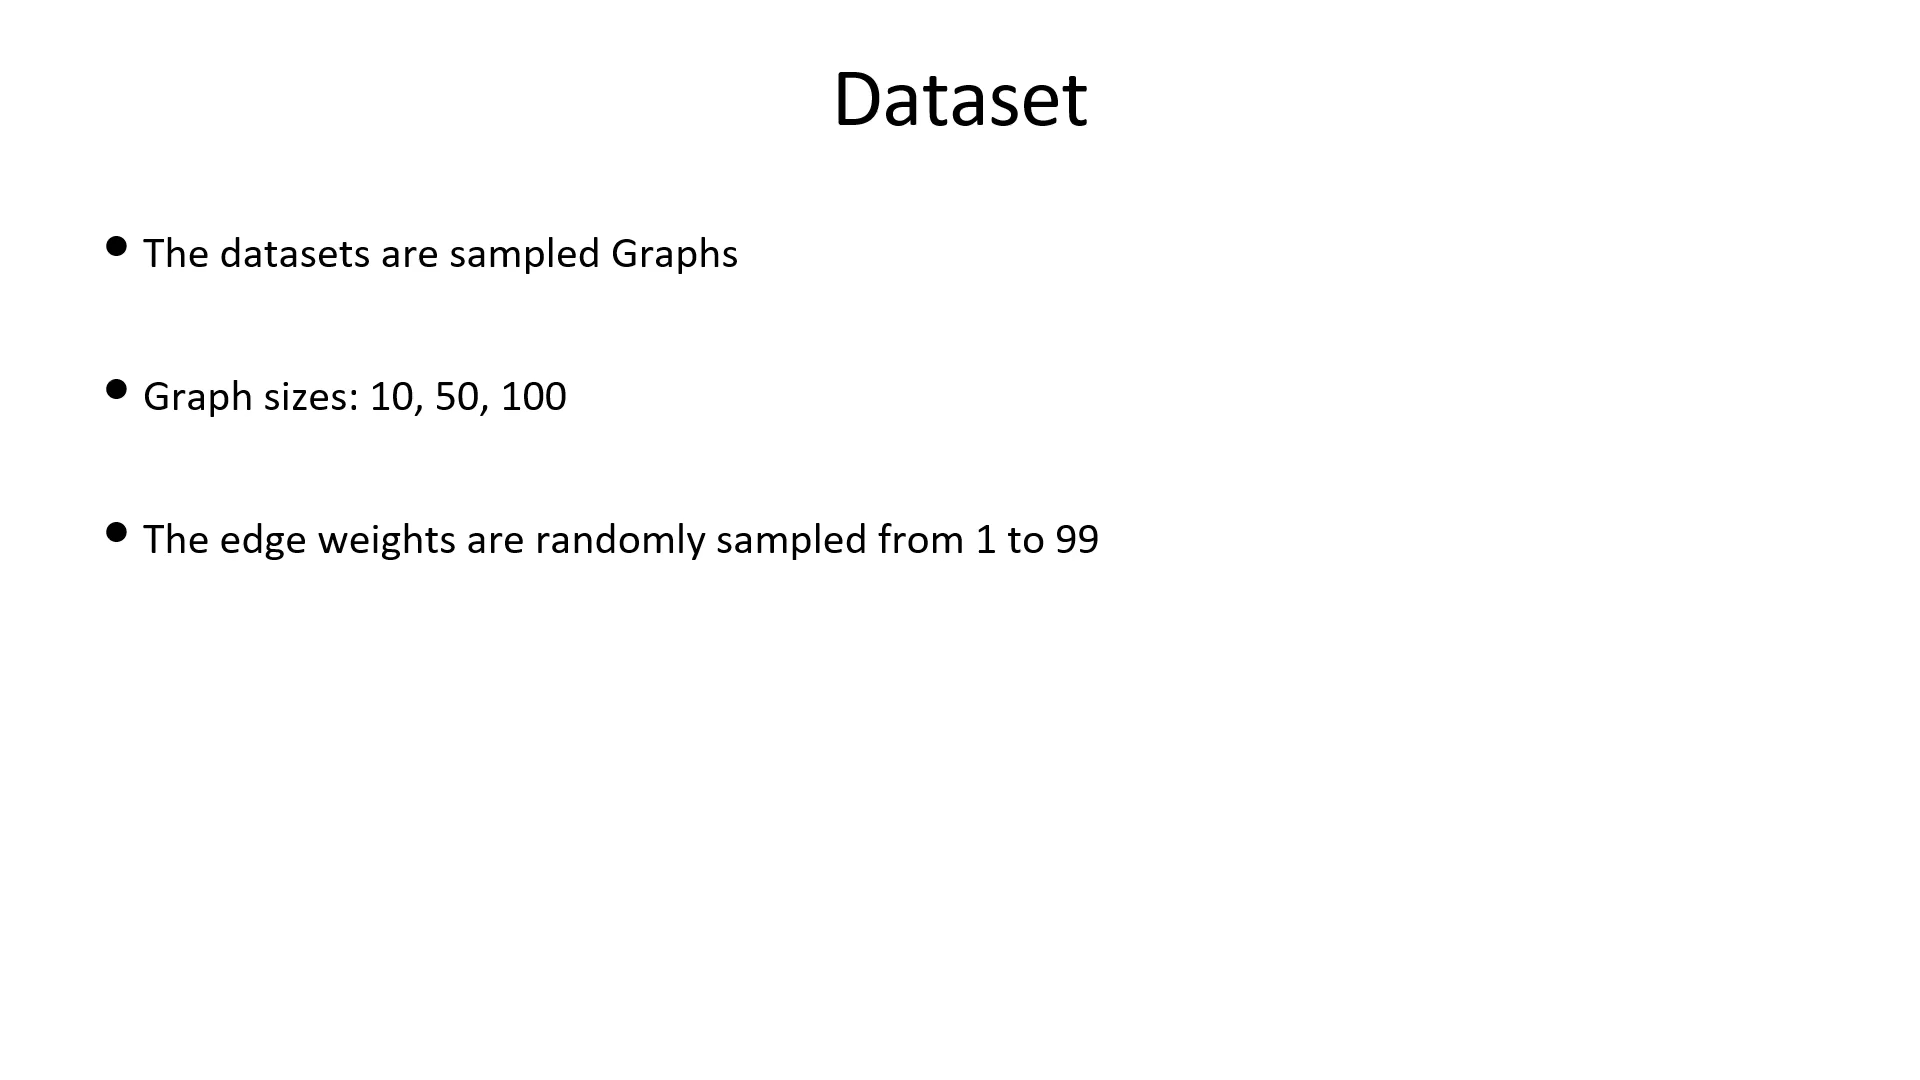 Dataset
• The datasets are sampled Graphs
• Graph sizes: 10, 50, 100
• The edge weights are randomly sampled from 1 to 99